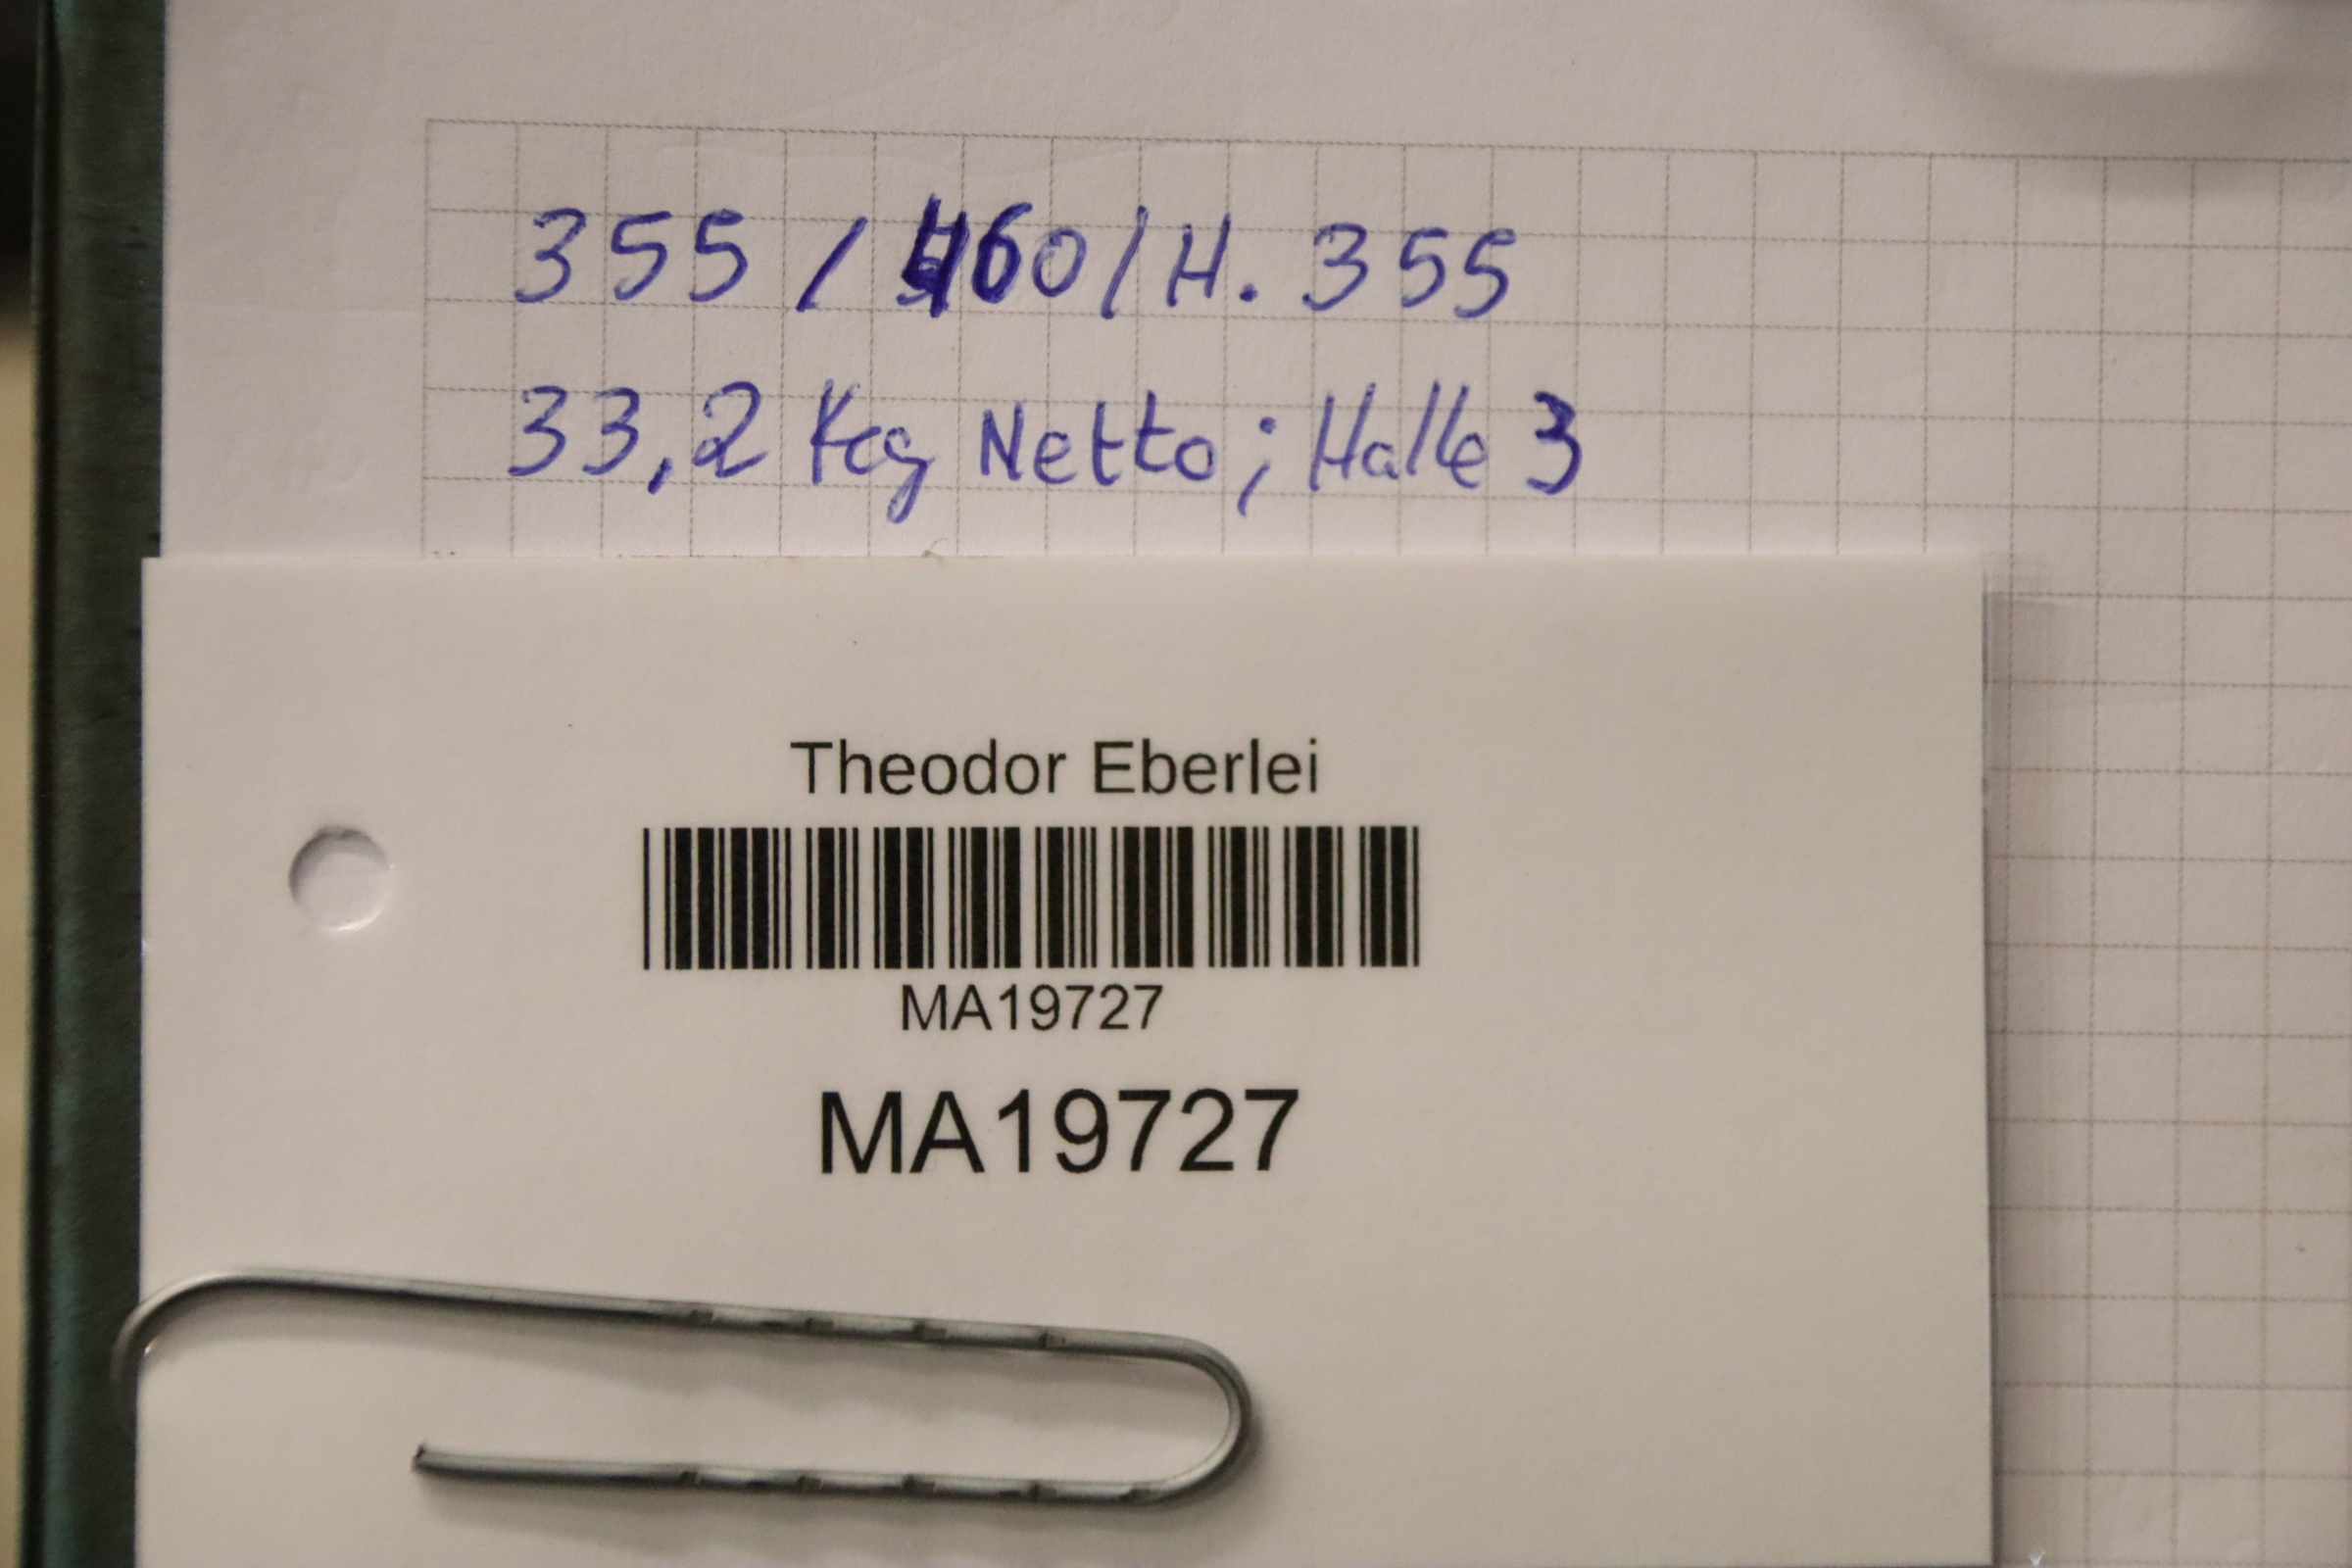 355 / 460 / H. 355
33,2 Kg Netto; Halle 3
Theodor Eberlei
MA19727
MA19727